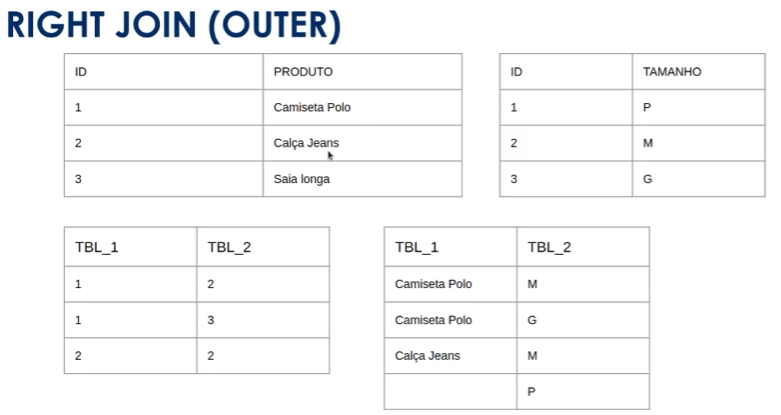 RIGHT JOIN (OUTER)
ID PRODUTO
1 Camiseta Polo
2 Calça Jeans
3 Saia longa
ID TAMANHO
1 P
2 M
3 G
TBL_1 TBL_2
1 2
1 3
2 2
TBL_1 TBL_2
Camiseta Polo M
Camiseta Polo G
Calça Jeans M
P